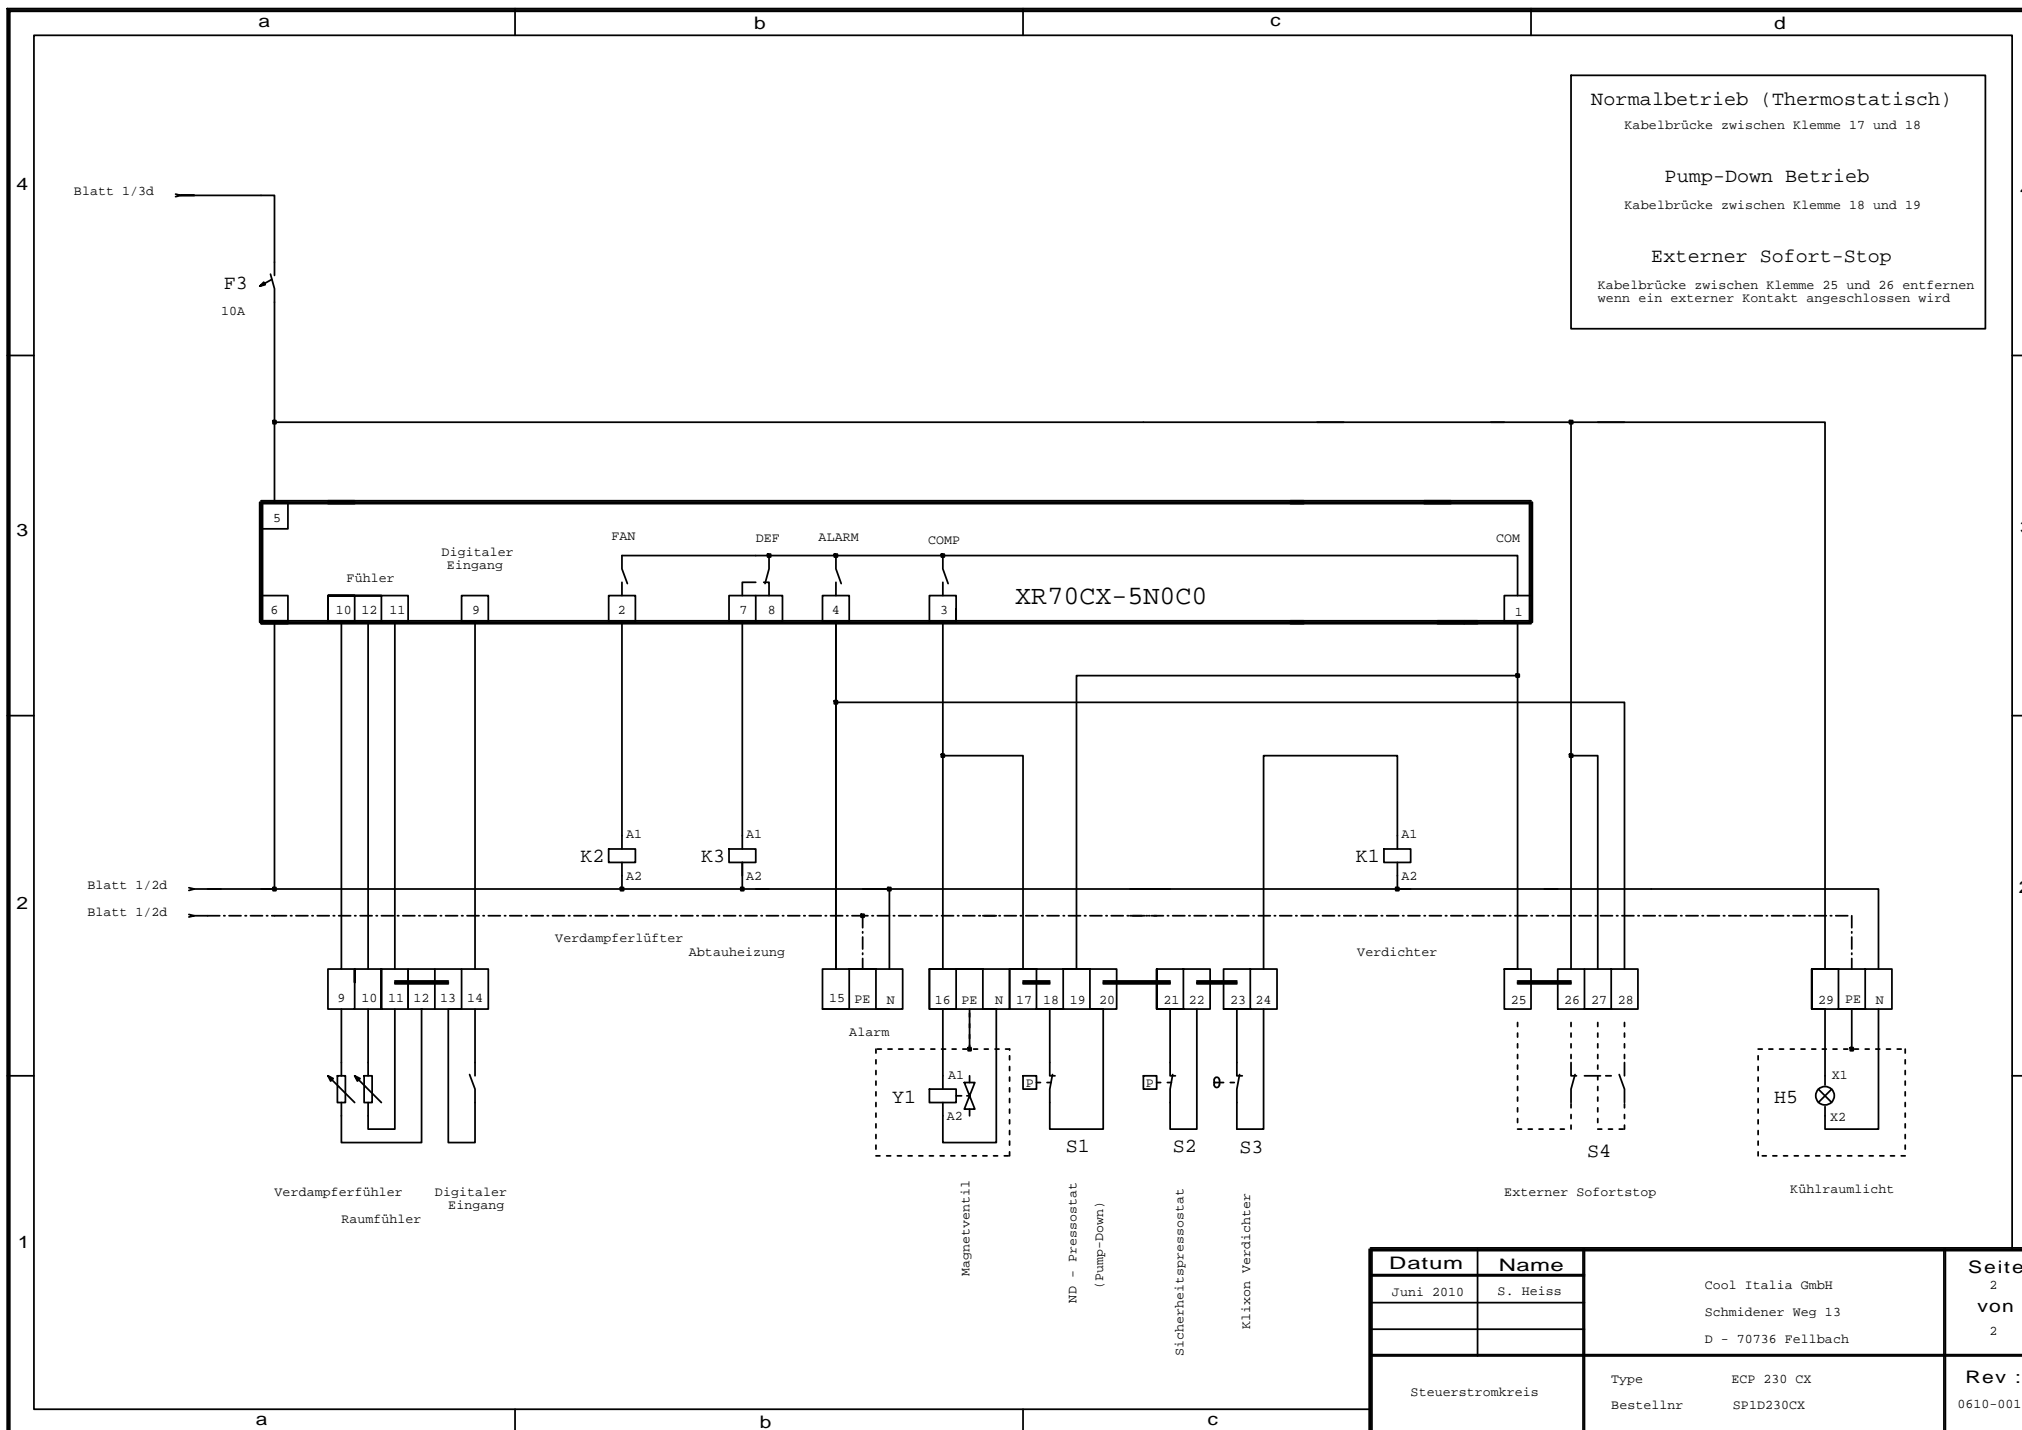 a b c d
Normalbetrieb (Thermostatisch)
Kabelbrücke zwischen Klemme 17 und 18
Pump-Down Betrieb
Kabelbrücke zwischen Klemme 18 und 19
Externer Sofort-Stop
Kabelbrücke zwischen Klemme 25 und 26 entfernen
wenn ein externer Kontakt angeschlossen wird
4
Blatt 1/3d
F3
10A
3
5
FAN DEF ALARM COMP COM
Digitaler
Eingang
Fühler
XR70CX-5N0C0
6 10 12 11 9 2 7 8 4 3 1
A1 A1 A1
K2 K3 K1
A2 A2 A2
2
Blatt 1/2d
Blatt 1/2d
Verdampferlüfter
Abtauheizung
Verdichter
9 10 11 12 13 14 15 PE N 16 PE N 17 18 19 20 21 22 23 24 25 26 27 28 29 PE N
Alarm
A1
Y1
A2
P P
X1
H5
X2
S1 S2 S3 S4
Verdampferfühler
Raumfühler
Digitaler
Eingang
Magnetventil
ND - Pressostat
(Pump-Down)
Sicherheitspressostat
Klixon Verdichter
Externer Sofortstop
Kühlraumlicht
1
Datum Name
Juni 2010 S. Heiss
Cool Italia GmbH
Schmidener Weg 13
D - 70736 Fellbach
Seite
2
von
2
Steuerstromkreis
Type ECP 230 CX
Bestellnr SP1D230CX
Rev :
0610-001
a b c